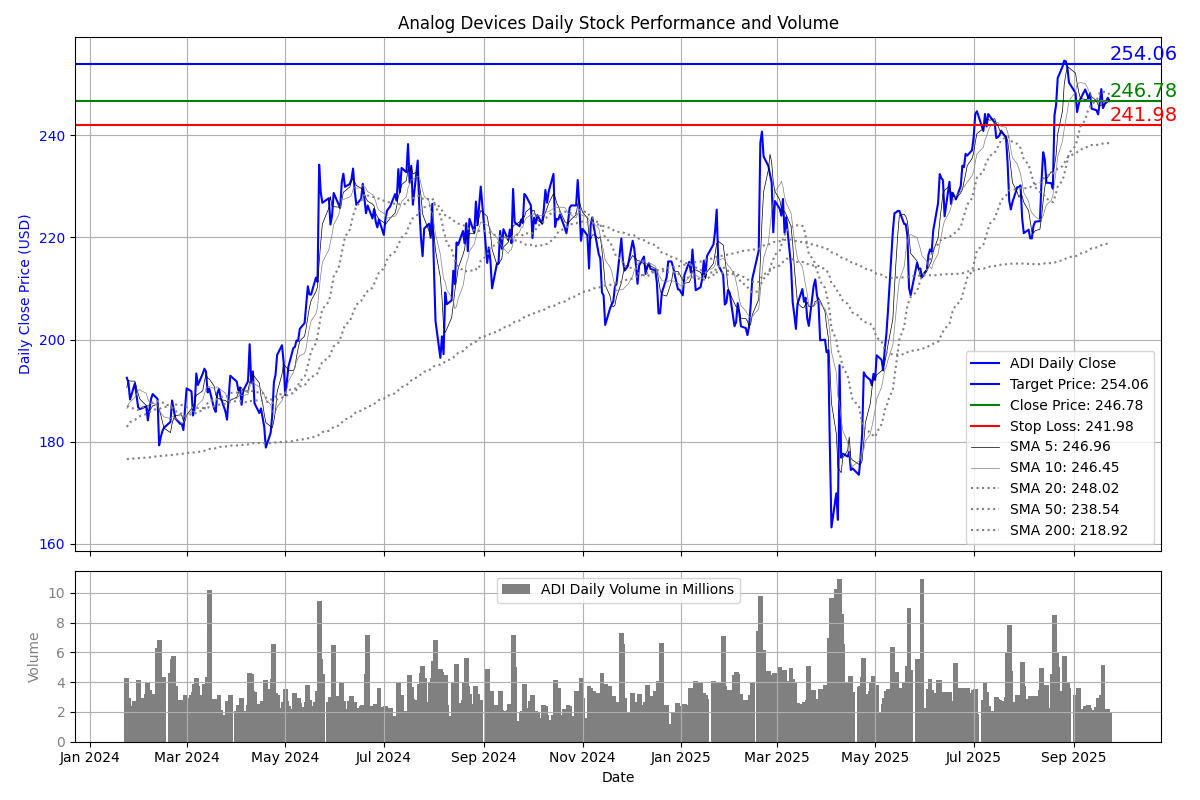 Analog Devices Daily Stock Performance and Volume
254.06
246.78
241.98
240
220
200
180
160
Daily Close Price (USD)
ADI Daily Close
Target Price: 254.06
Close Price: 246.78
Stop Loss: 241.98
SMA 5: 246.96
SMA 10: 246.45
SMA 20: 248.02
SMA 50: 238.54
SMA 200: 218.92
ADI Daily Volume in Millions
10
8
6
4
2
0
Volume
Jan 2024 Mar 2024 May 2024 Jul 2024 Sep 2024 Nov 2024 Jan 2025 Mar 2025 May 2025 Jul 2025 Sep 2025
Date